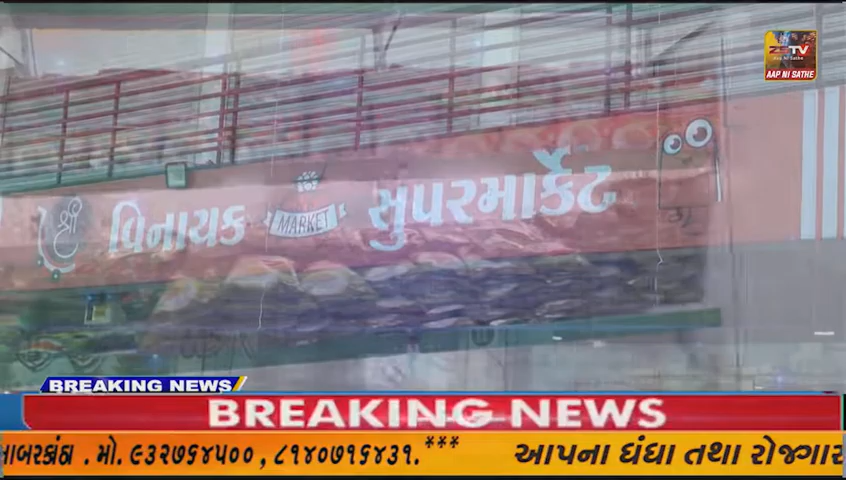 ZSTV
AAP NI SATHE
શ્રી
વિનાયક
MARKET
સુપરમાર્કેટ
BREAKING NEWS
BREAKING NEWS
સાબરકાંઠા . મો. ૯૩૨૭૬૪૫૦૦ , ૮૧૪૦૭૧૬૪૩૧.*** આપના ધંધા તથા રોજગાર